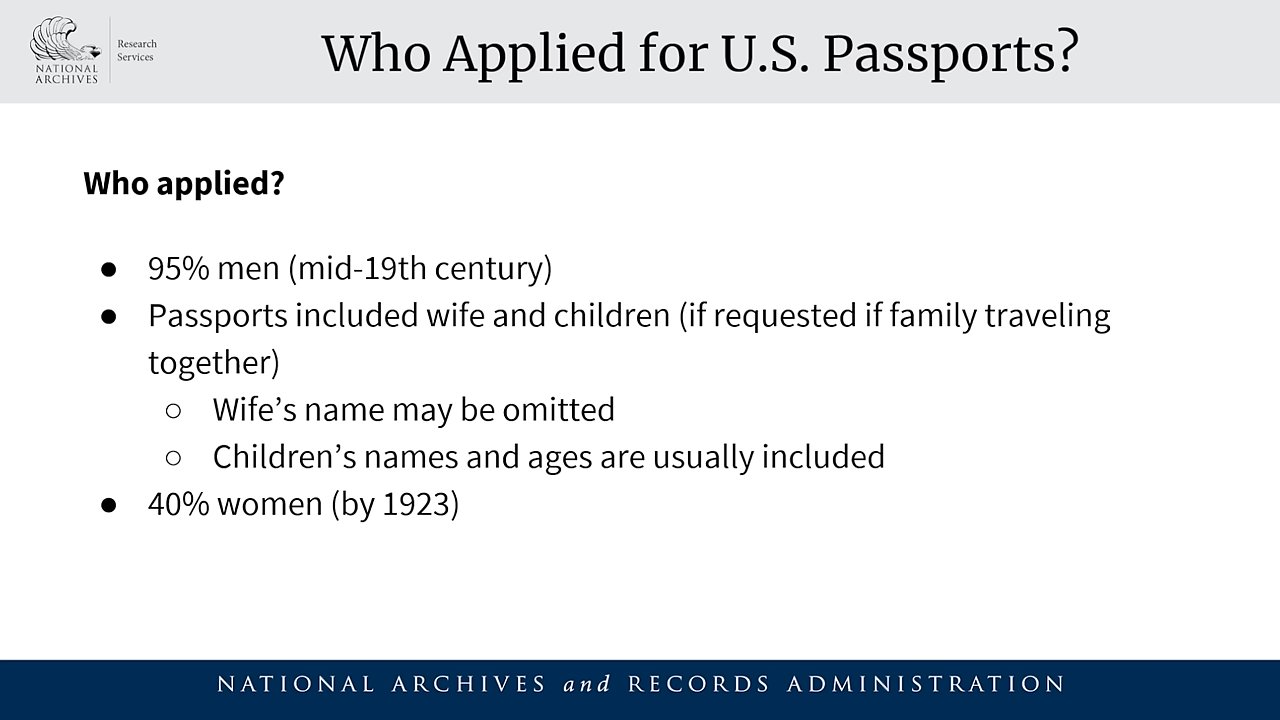 NATIONAL
ARCHIVES
Research
Services
Who Applied for U.S. Passports?
Who applied?
● 95% men (mid-19th century)
● Passports included wife and children (if requested if family traveling
together)
○ Wife’s name may be omitted
○ Children’s names and ages are usually included
● 40% women (by 1923)
NATIONAL ARCHIVES and RECORDS ADMINISTRATION